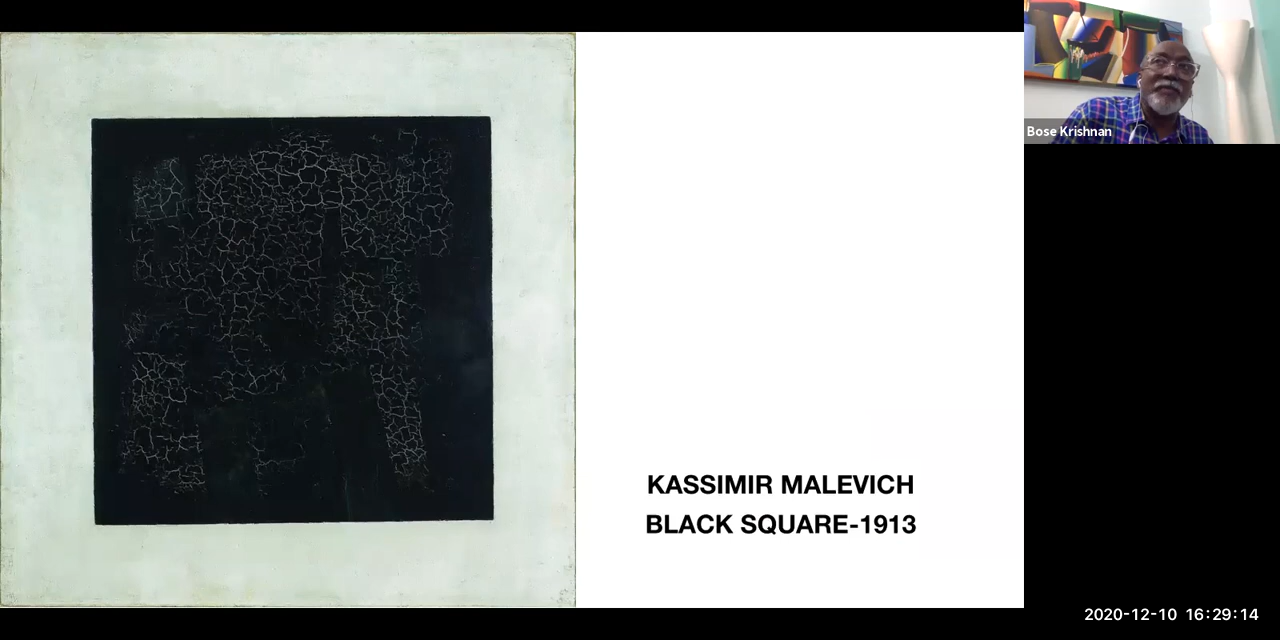 Bose Krishnan
KASSIMIR MALEVICH
BLACK SQUARE-1913
2020-12-10 16:29:14